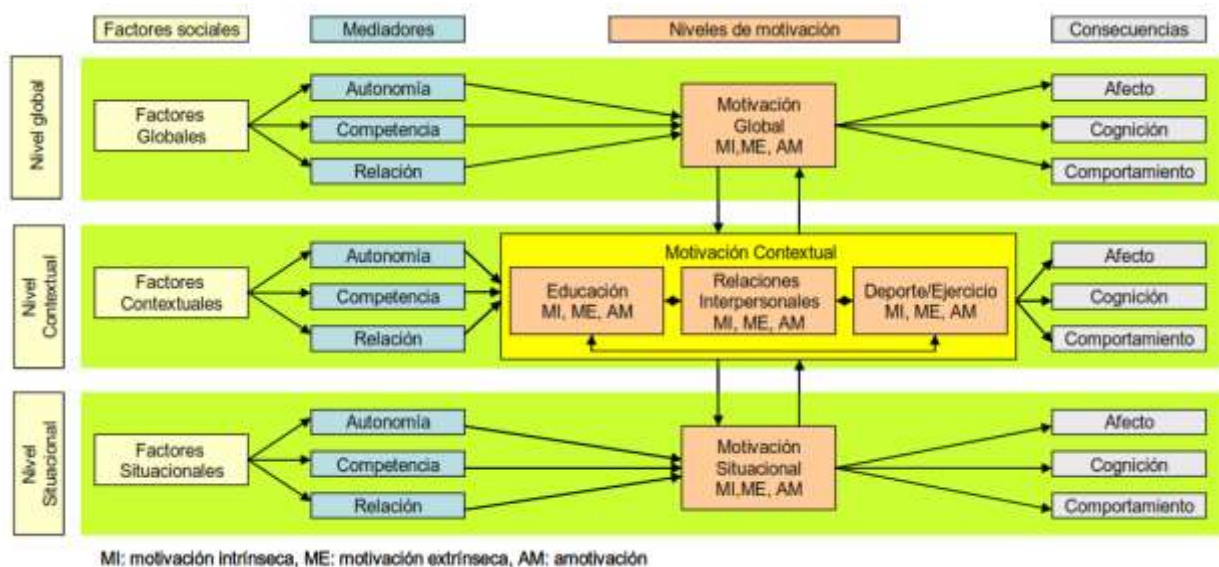 Factores sociales
Mediadores
Niveles de motivación
Consecuencias
Nivel global
Factores
Globales
Autonomía
Competencia
Relación
Motivación
Global
MI,ME, AM
Afecto
Cognición
Comportamiento
Nivel
Contextual
Factores
Contextuales
Autonomía
Competencia
Relación
Motivación Contextual
Educación
MI, ME, AM
Relaciones
Interpersonales
MI, ME, AM
Deporte/Ejercicio
MI, ME, AM
Afecto
Cognición
Comportamiento
Nivel
Situacional
Factores
Situacionales
Autonomía
Competencia
Relación
Motivación
Situacional
MI,ME, AM
Afecto
Cognición
Comportamiento
MI: motivación intrínseca, ME: motivación extrínseca, AM: amotivación